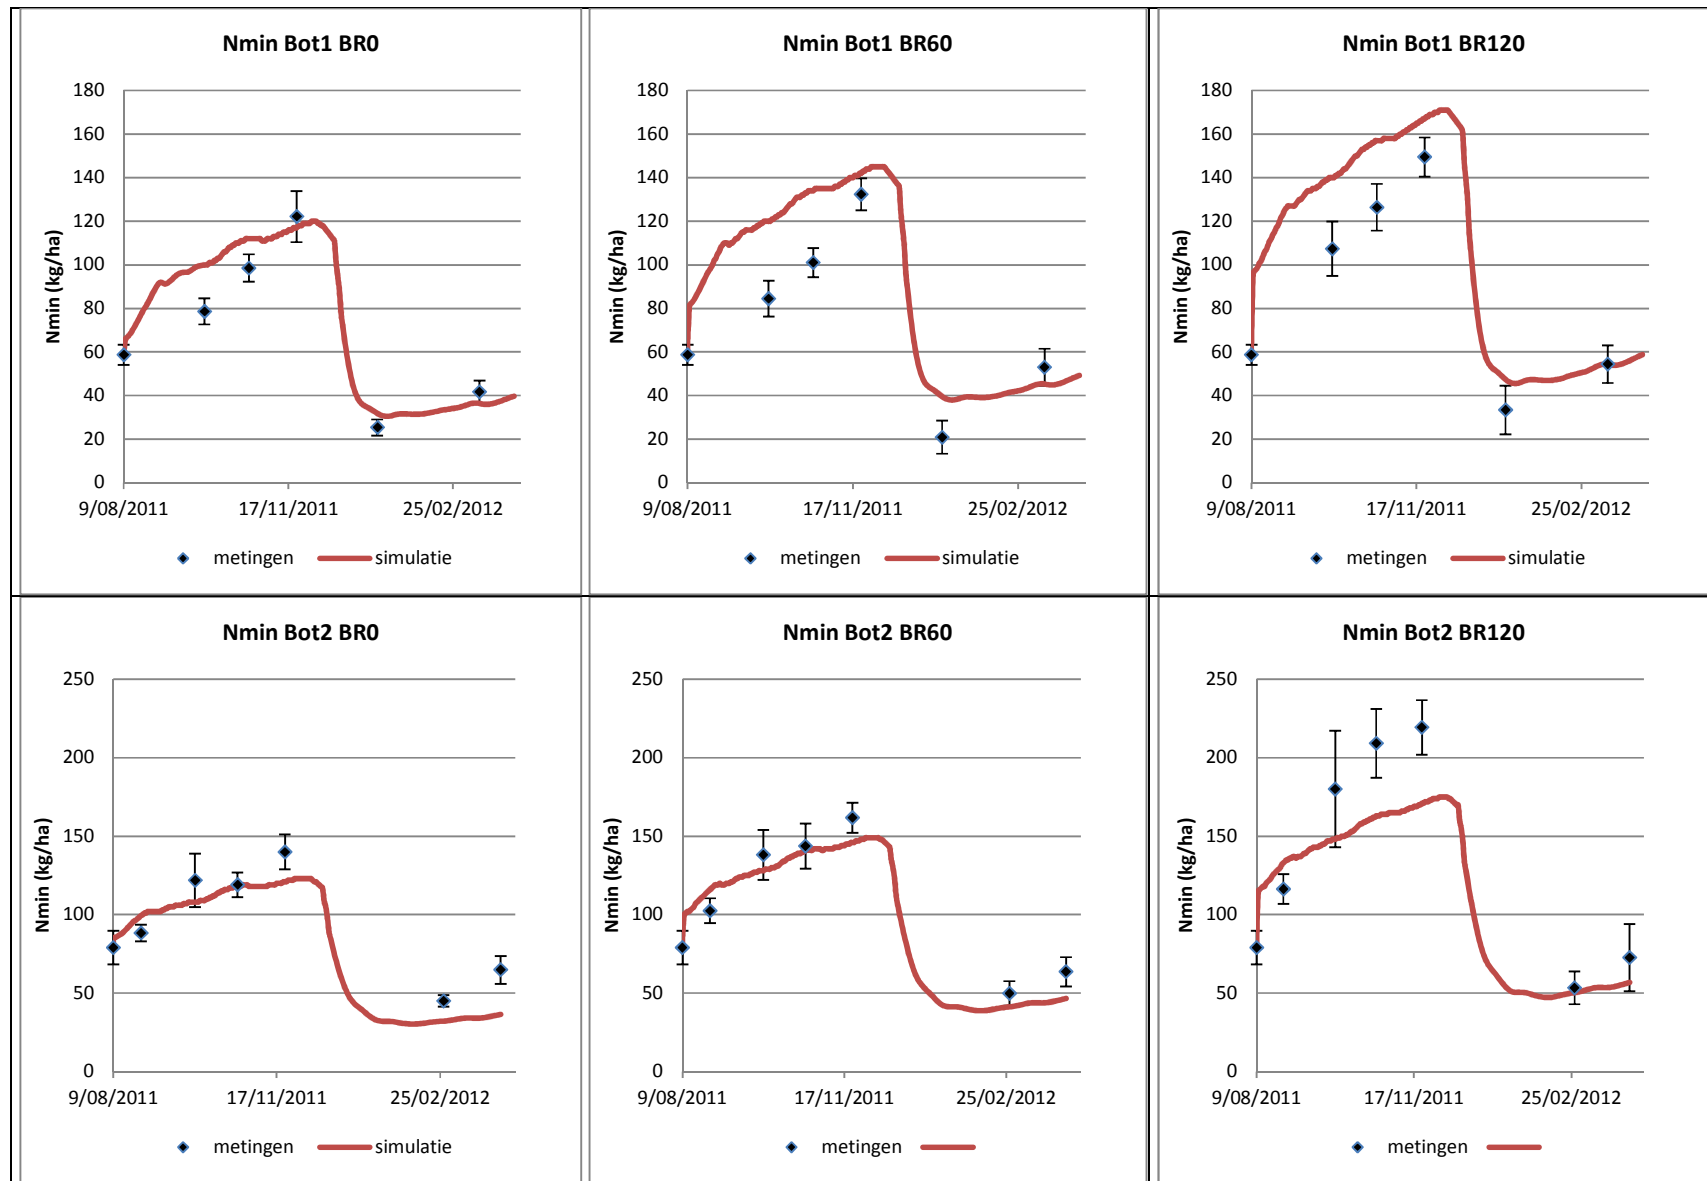 Nmin Bot1 BR0
Nmin (kg/ha)
180
160
140
120
100
80
60
40
20
0
9/08/2011 17/11/2011 25/02/2012
metingen simulatie
Nmin Bot1 BR60
Nmin (kg/ha)
180
160
140
120
100
80
60
40
20
0
9/08/2011 17/11/2011 25/02/2012
metingen simulatie
Nmin Bot1 BR120
Nmin (kg/ha)
180
160
140
120
100
80
60
40
20
0
9/08/2011 17/11/2011 25/02/2012
metingen simulatie
Nmin Bot2 BR0
Nmin (kg/ha)
250
200
150
100
50
0
9/08/2011 17/11/2011 25/02/2012
metingen simulatie
Nmin Bot2 BR60
Nmin (kg/ha)
250
200
150
100
50
0
9/08/2011 17/11/2011 25/02/2012
metingen
Nmin Bot2 BR120
Nmin (kg/ha)
250
200
150
100
50
0
9/08/2011 17/11/2011 25/02/2012
metingen